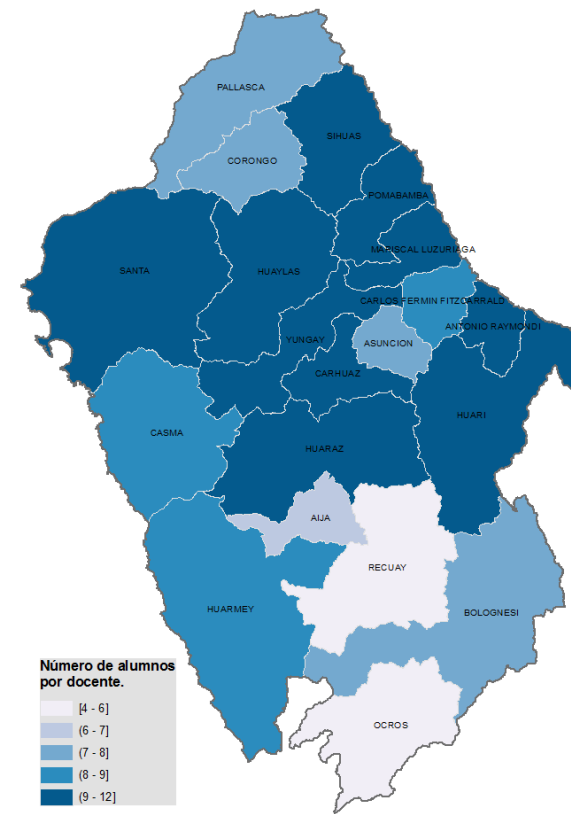 PALLASCA
SIHUAS
CORONGO
POMABAMBA
MARISCAL LUZURIAGA
SANTA
HUAYLAS
CARLOS FERMIN FITZCARRALD
ANTONIO RAYMONDI
YUNGAY
ASUNCION
CARHUAZ
HUARI
CASMA
HUARAZ
AIJA
RECUAY
HUARMEY
BOLOGNESI
OCROS
Número de alumnos
por docente.
[4 - 6]
(6 - 7]
(7 - 8]
(8 - 9]
(9 - 12]